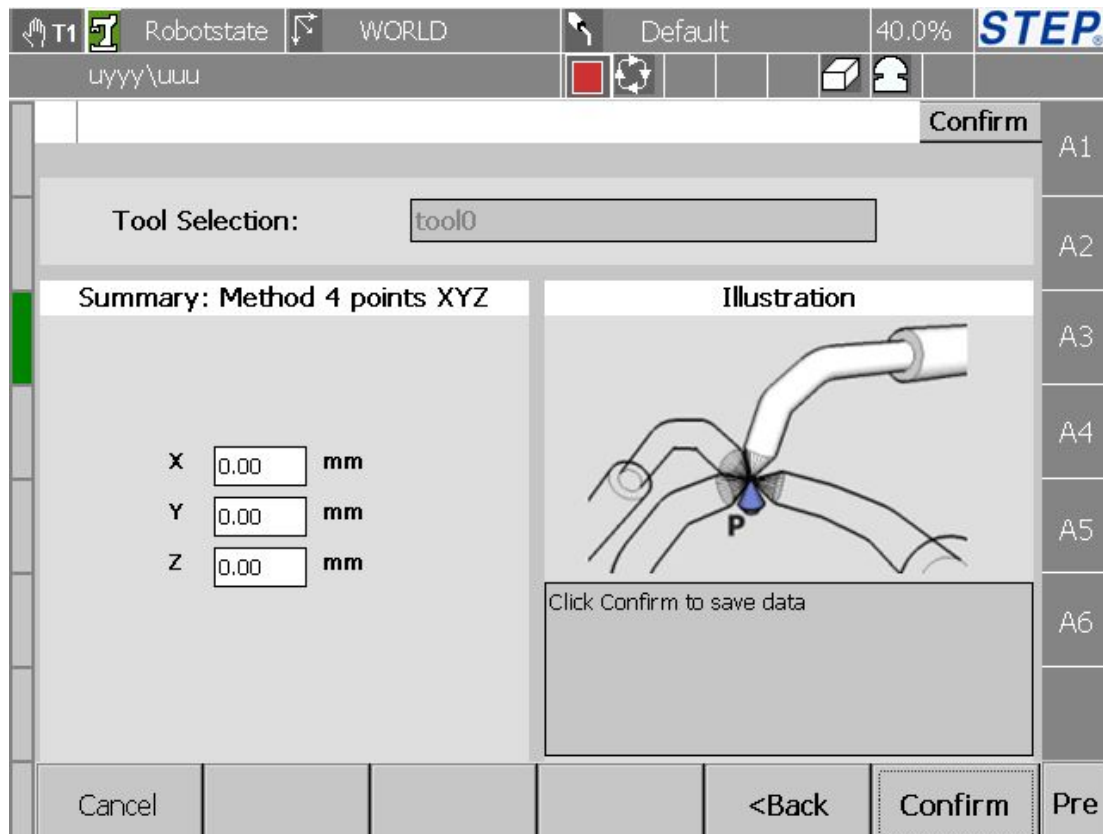 T1 Robotstate WORLD Default 40.0% STEP®
uyyy\uuu
Confirm
A1
Tool Selection: tool0
A2
Summary: Method 4 points XYZ
Illustration
A3
A4
X 0.00 mm
Y 0.00 mm
Z 0.00 mm
P
A5
Click Confirm to save data
A6
Cancel <Back Confirm Pre